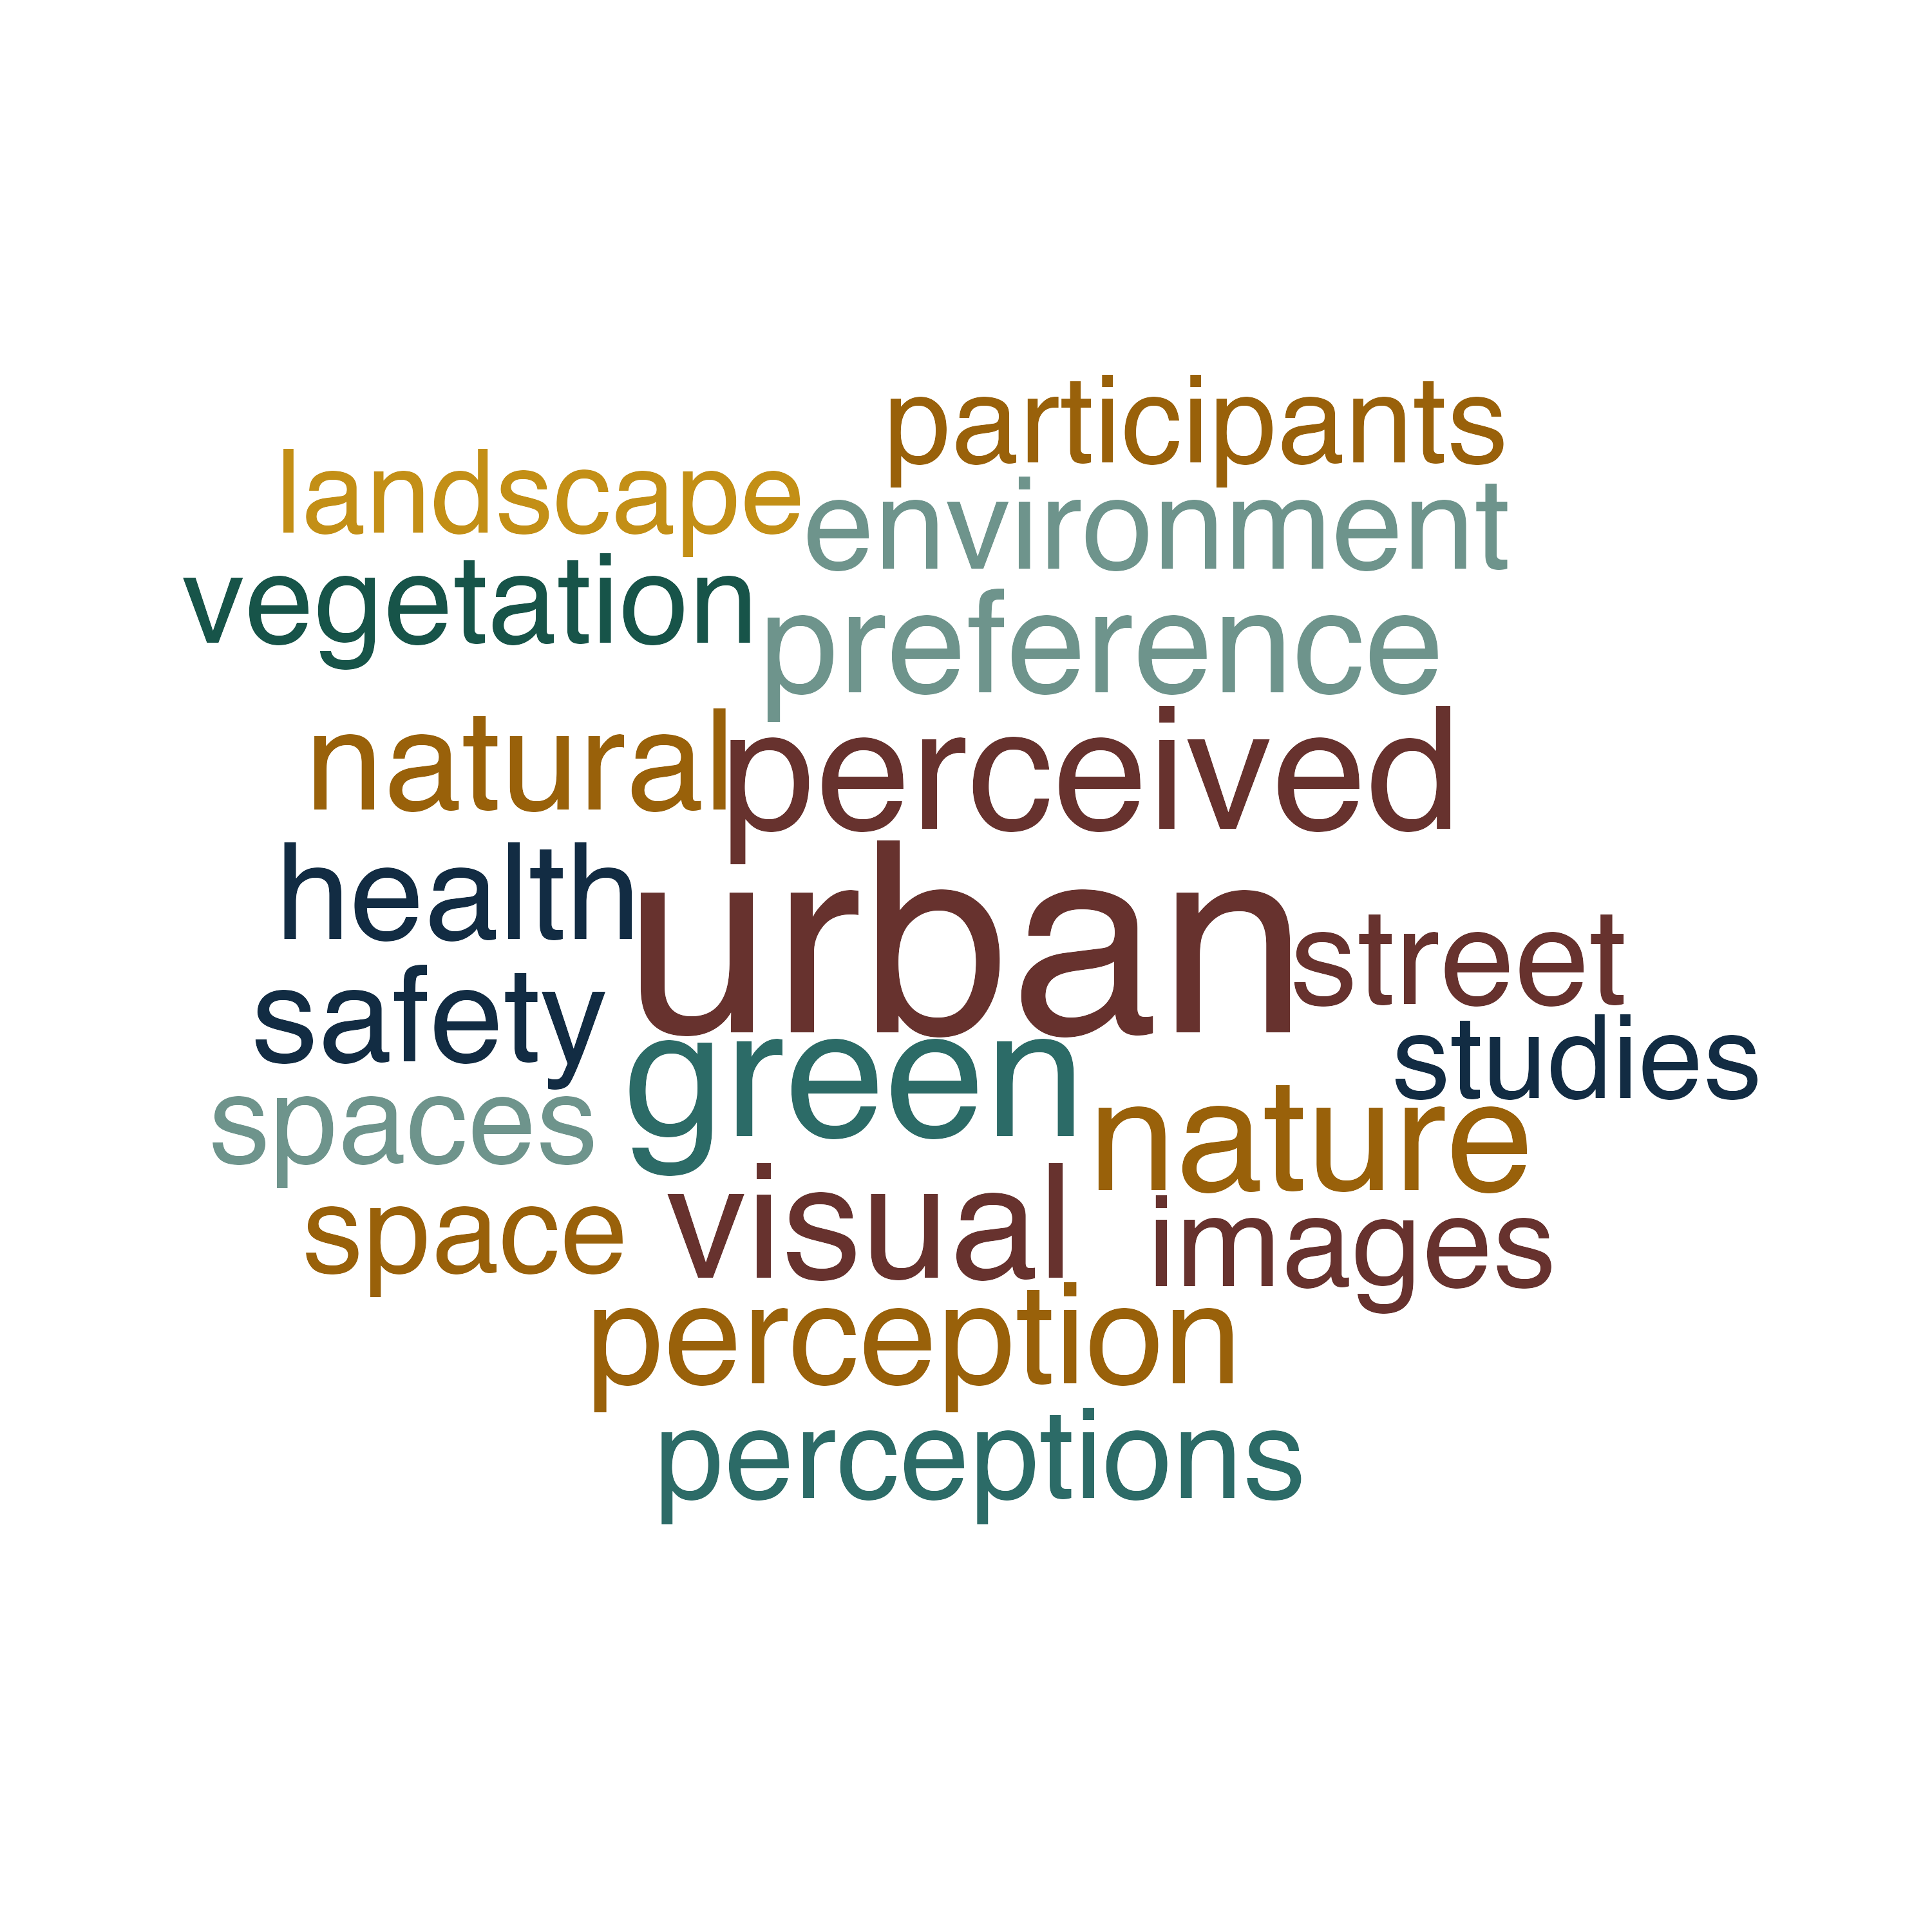 participants
landscape
environment
vegetation
preference
natural
perceived
health
urban
street
safety
studies
green
spaces
nature
space
visual
images
perception
perceptions